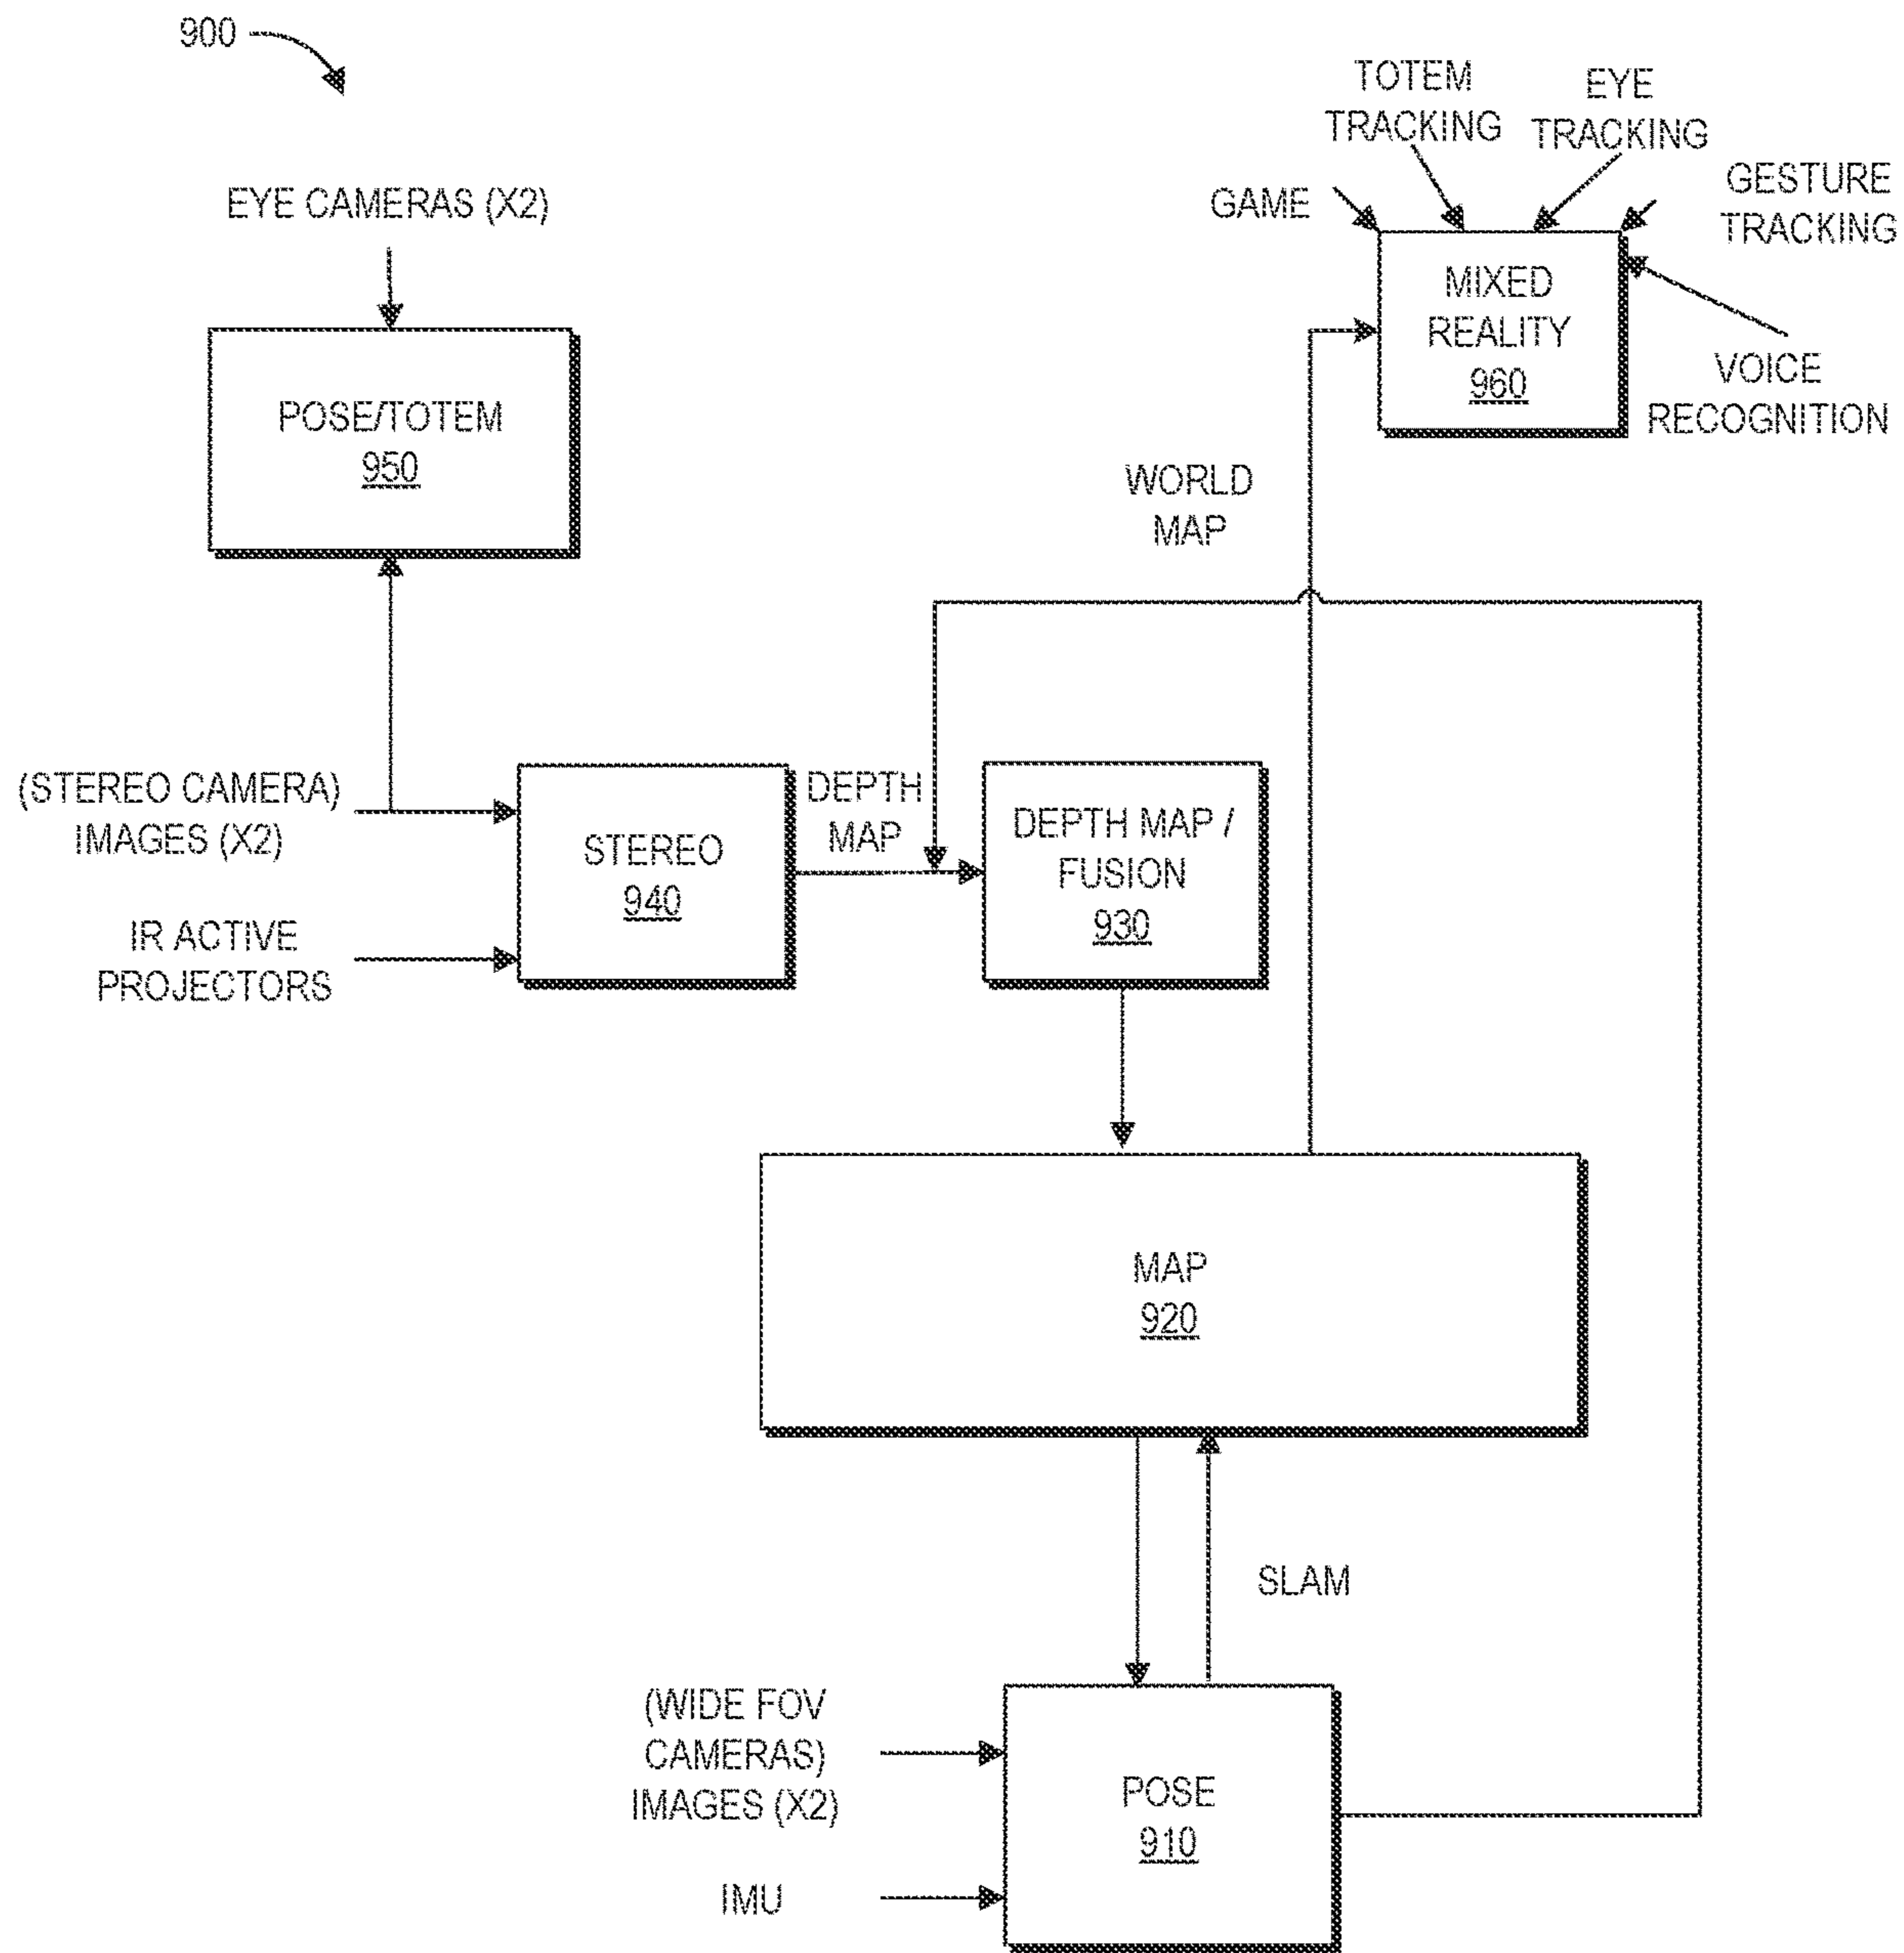 900
TOTEM
TRACKING
EYE
TRACKING
GAME
GESTURE
TRACKING
EYE CAMERAS (X2)
MIXED
REALITY
960
VOICE
RECOGNITION
POSE/TOTEM
950
WORLD
MAP
(STEREO CAMERA)
IMAGES (X2)
STEREO
940
DEPTH
MAP
DEPTH MAP /
FUSION
930
IR ACTIVE
PROJECTORS
MAP
920
SLAM
(WIDE FOV
CAMERAS)
IMAGES (X2)
POSE
910
IMU